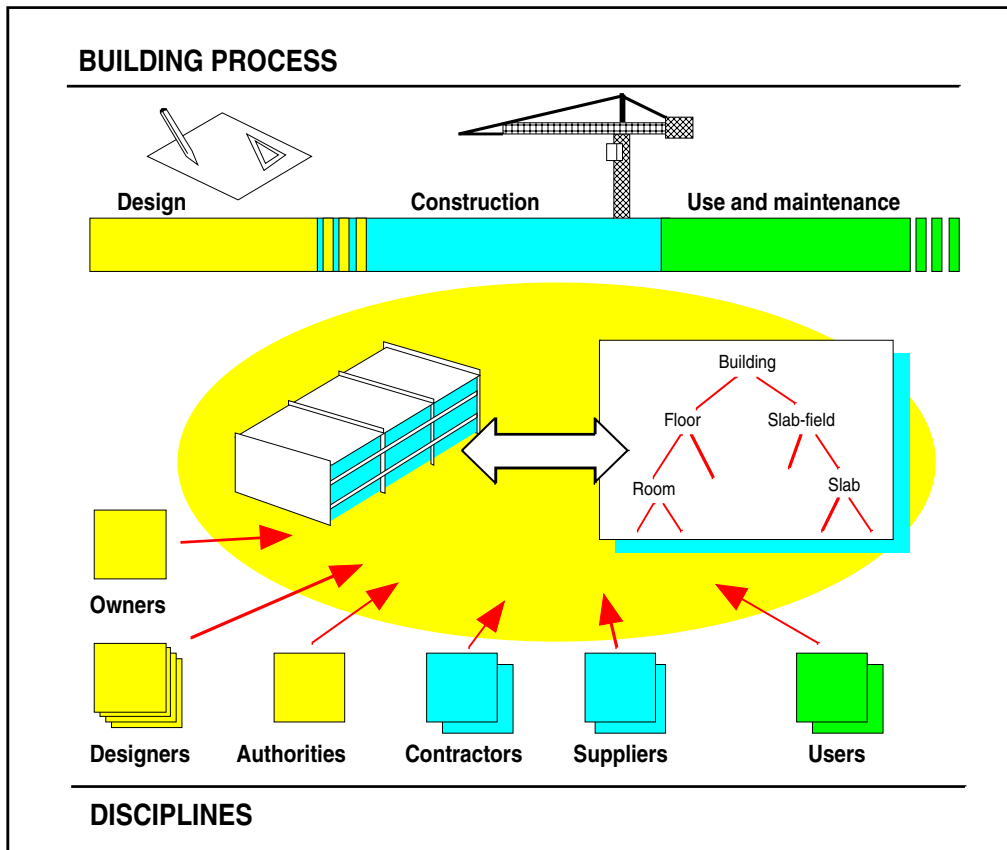 BUILDING PROCESS
Design
Construction
Use and maintenance
Building
Floor
Slab-field
Room
Slab
Owners
Designers
Authorities
Contractors
Suppliers
Users
DISCIPLINES